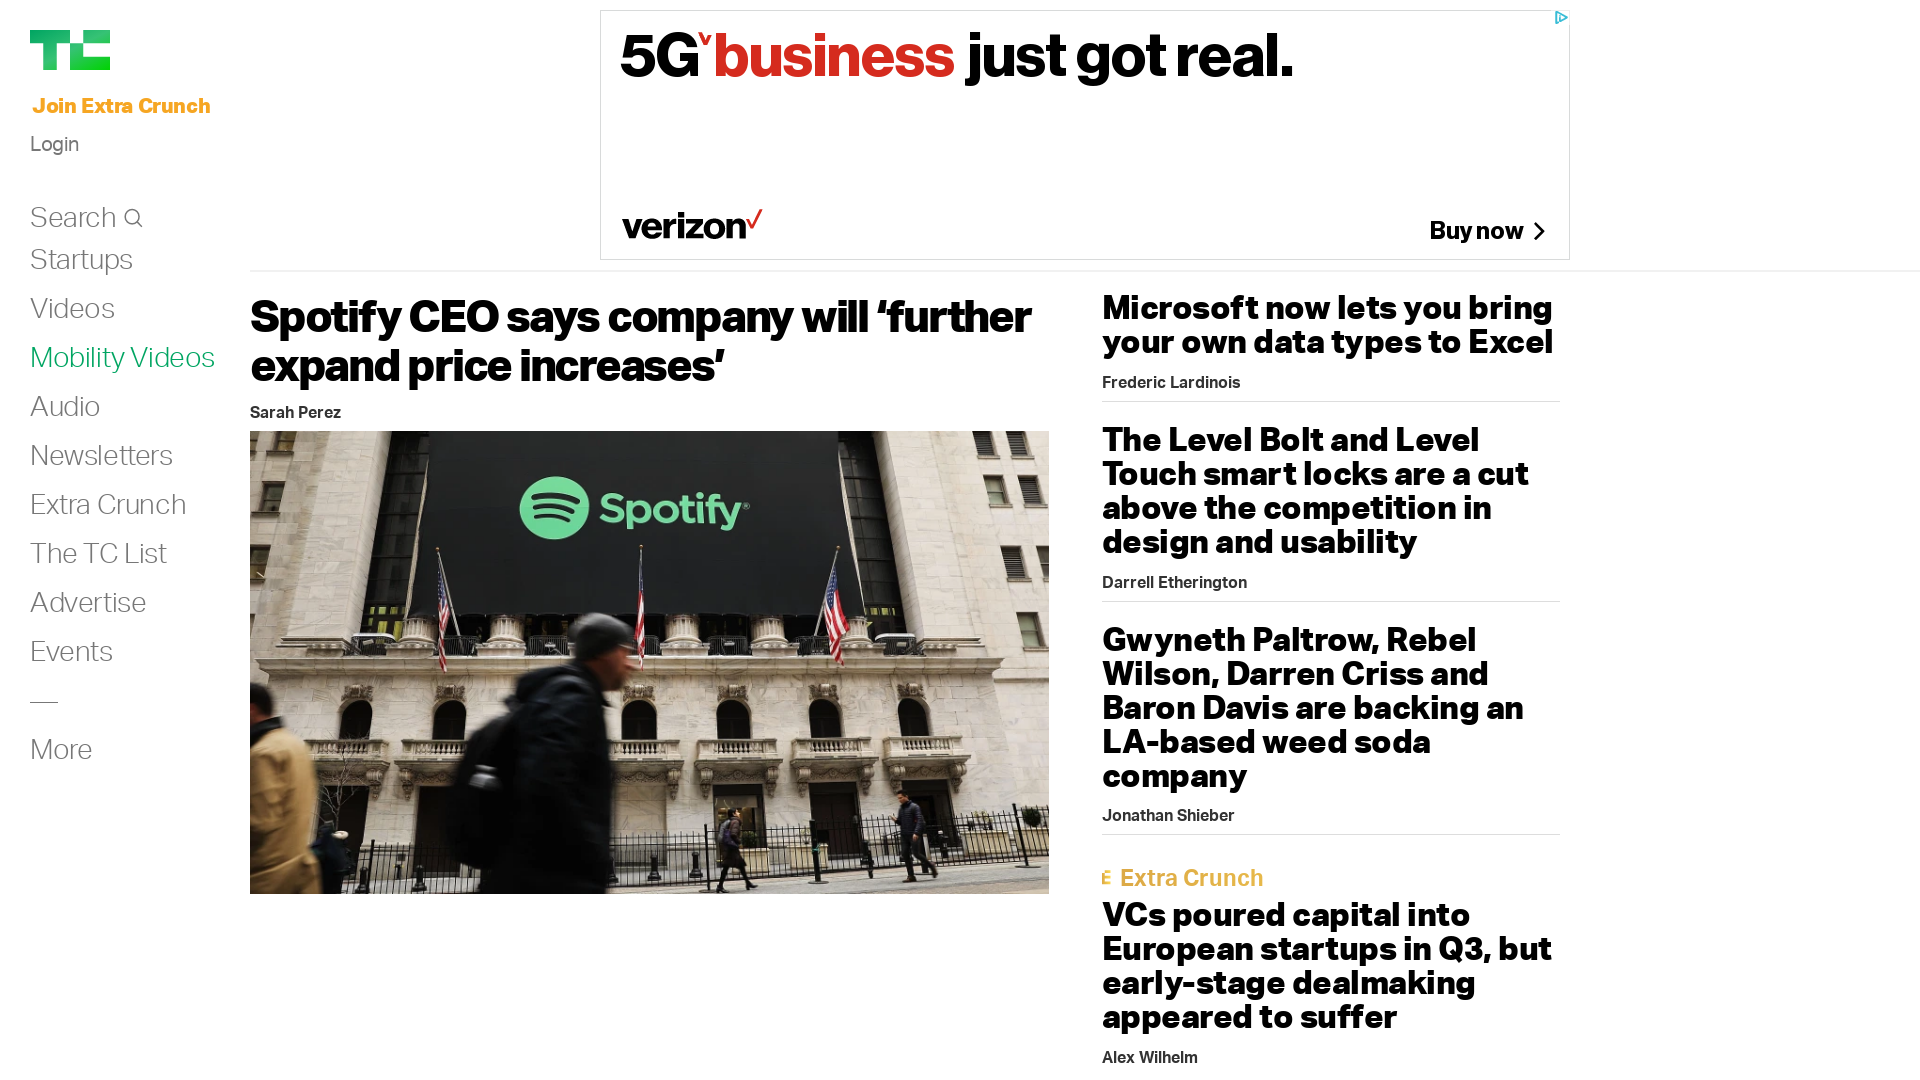 TC
Join Extra Crunch
Login
Search
Startups
Videos
Mobility Videos
Audio
Newsletters
Extra Crunch
The TC List
Advertise
Events
More
5G business just got real.
verizon
Buy now
Spotify CEO says company will ‘further
expand price increases’
Sarah Perez
Spotify®
Microsoft now lets you bring
your own data types to Excel
Frederic Lardinois
The Level Bolt and Level
Touch smart locks are a cut
above the competition in
design and usability
Darrell Etherington
Gwyneth Paltrow, Rebel
Wilson, Darren Criss and
Baron Davis are backing an
LA-based weed soda
company
Jonathan Shieber
Extra Crunch
VCs poured capital into
European startups in Q3, but
early-stage dealmaking
appeared to suffer
Alex Wilhelm